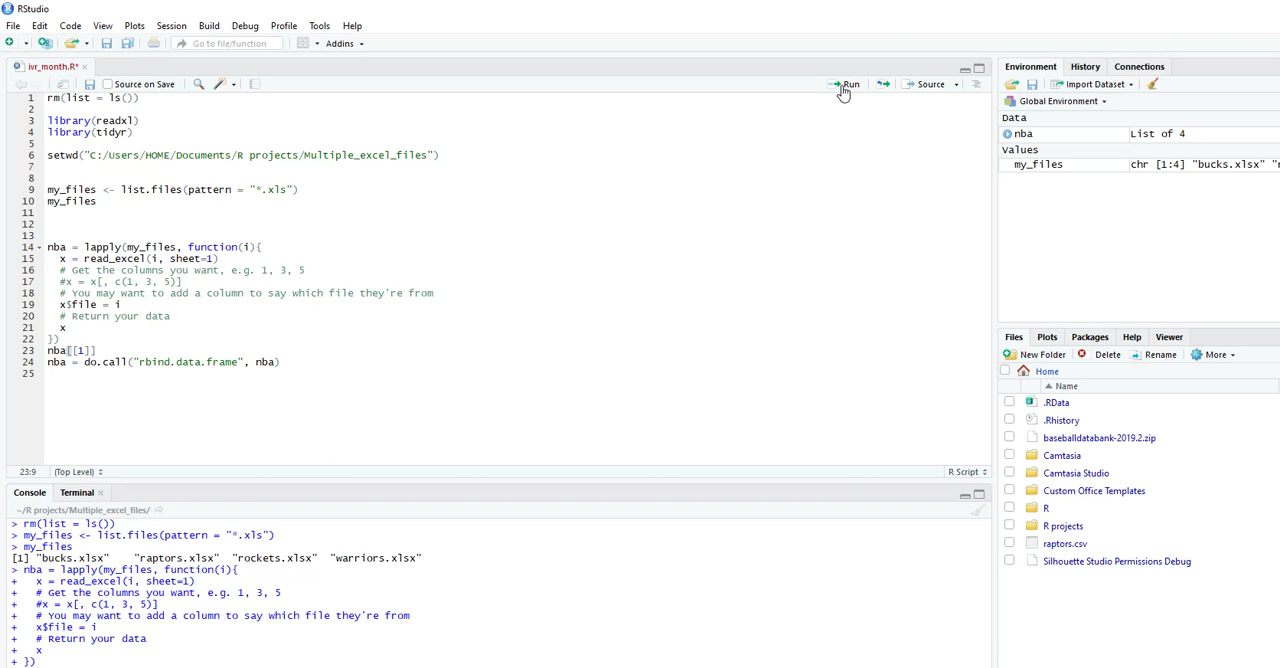 RStudio
File Edit Code View Plots Session Build Debug Profile Tools Help
Go to file/function Addins
ivr_month.R* ×
Source on Save Run Source
1 rm(list = ls())
2
3 library(readxl)
4 library(tidyr)
5
6 setwd("C:/Users/HOME/Documents/R projects/Multiple_excel_files")
7
8
9 my_files <- list.files(pattern = "*.xls")
10 my_files
11
12
13
14 nba = lapply(my_files, function(i){
15 x = read_excel(i, sheet=1)
16 # Get the columns you want, e.g. 1, 3, 5
17 #x = x[, c(1, 3, 5)]
18 # You may want to add a column to say which file they're from
19 x$file = i
20 # Return your data
21 x
22 })
23 nba[[1]]
24 nba = do.call("rbind.data.frame", nba)
25
23:9 (Top Level) R Script
Console Terminal ×
~/R projects/Multiple_excel_files/
> rm(list = ls())
> my_files <- list.files(pattern = "*.xls")
> my_files
[1] "bucks.xlsx" "raptors.xlsx" "rockets.xlsx" "warriors.xlsx"
> nba = lapply(my_files, function(i){
+ x = read_excel(i, sheet=1)
+ # Get the columns you want, e.g. 1, 3, 5
+ #x = x[, c(1, 3, 5)]
+ # You may want to add a column to say which file they're from
+ x$file = i
+ # Return your data
+ x
+ })
Environment History Connections
Import Dataset
Global Environment
Data
nba List of 4
Values
my_files chr [1:4] "bucks.xlsx"
Files Plots Packages Help Viewer
New Folder Delete Rename More
Home
Name
.RData
.Rhistory
baseballdatabank-2019.2.zip
Camtasia
Camtasia Studio
Custom Office Templates
R
R projects
raptors.csv
Silhouette Studio Permissions Debug